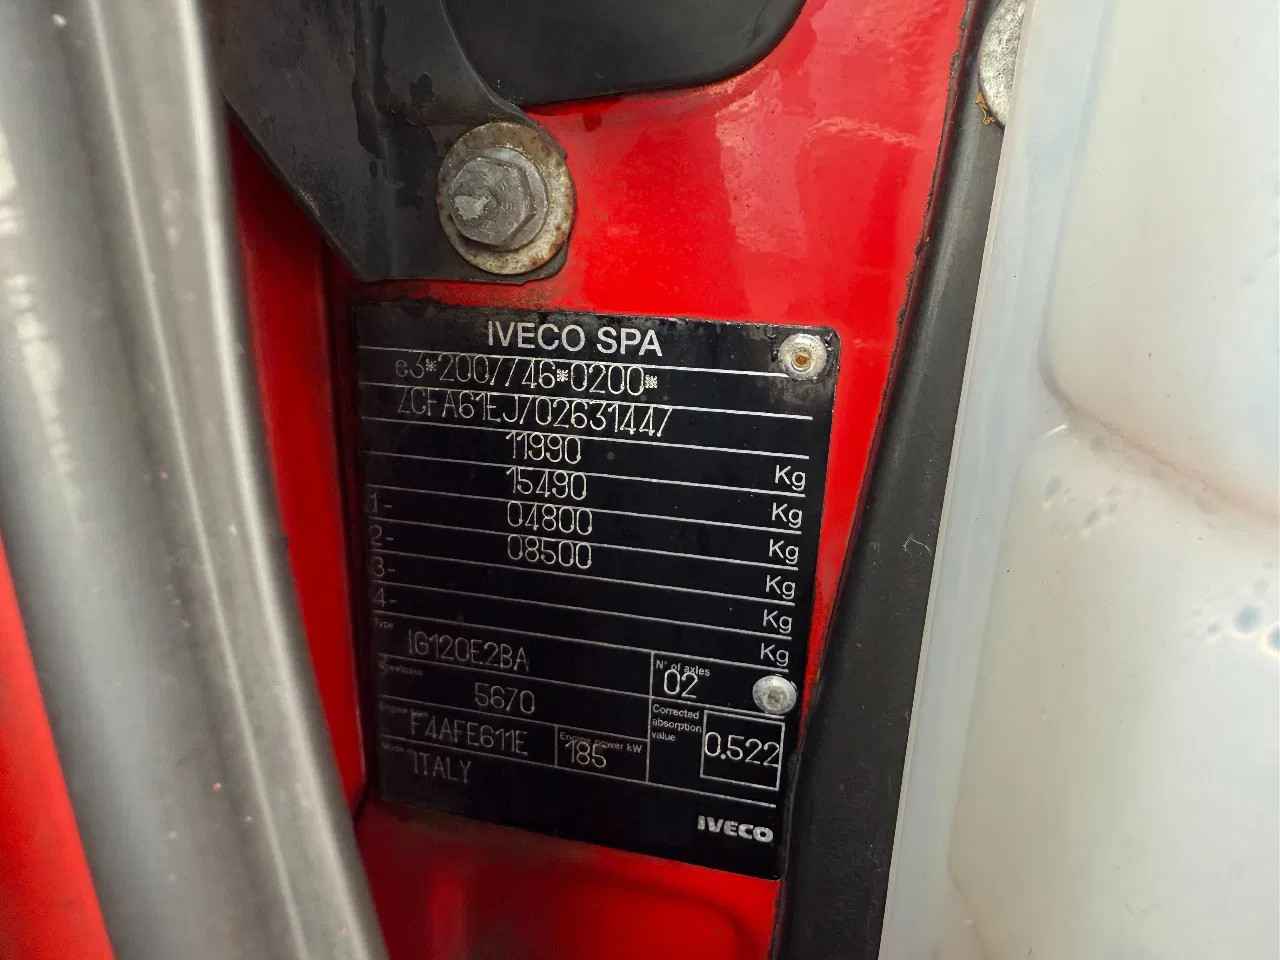 IVECO SPA
e3*2007/46*0200*
ZCFA61EJ702631447
11990 Kg
15490 Kg
1- 04800 Kg
2- 08500 Kg
3- Kg
4- Kg
Type IG120E2BA
N° of axles 02
5670
F4AFE611E
Engine power kW 185
Corrected absorption value 0.522
ITALY
IVECO